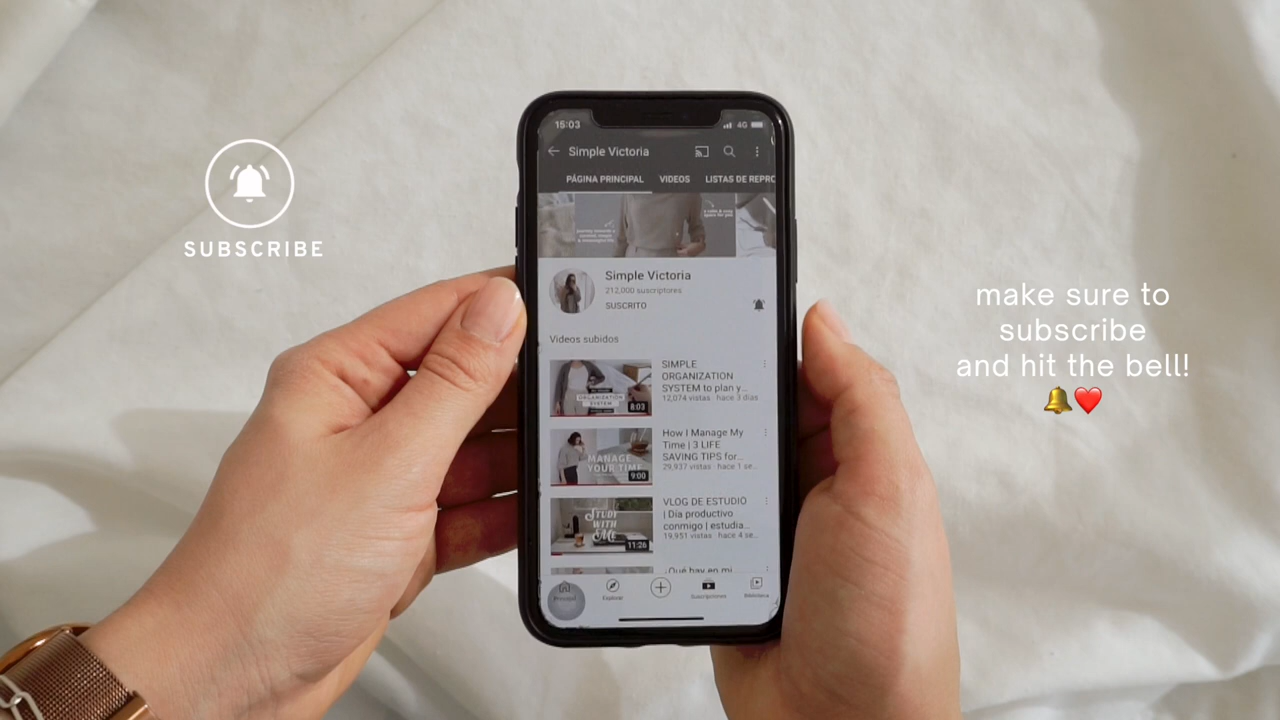 SUBSCRIBE
make sure to
subscribe
and hit the bell!
15:03
4G
Simple Victoria
PÁGINA PRINCIPAL VIDEOS LISTAS DE REPRO
Simple Victoria
212,000 suscriptores
SUSCRITO
Videos subidos
SIMPLE
ORGANIZATION
SYSTEM to plan y...
12,074 vistas · hace 3 días
ORGANIZATION
SYSTEM
8:03
How I Manage My
Time | 3 LIFE
SAVING TIPS for...
29,937 vistas · hace 1 se...
MANAGE
YOUR TIME
9:00
VLOG DE ESTUDIO
| Día productivo
conmigo | estudia...
19,951 vistas · hace 4 se...
STUDY
WITH
ME
11:26
¿Qué hay en mi
Principal Explorar Suscripciones Biblioteca